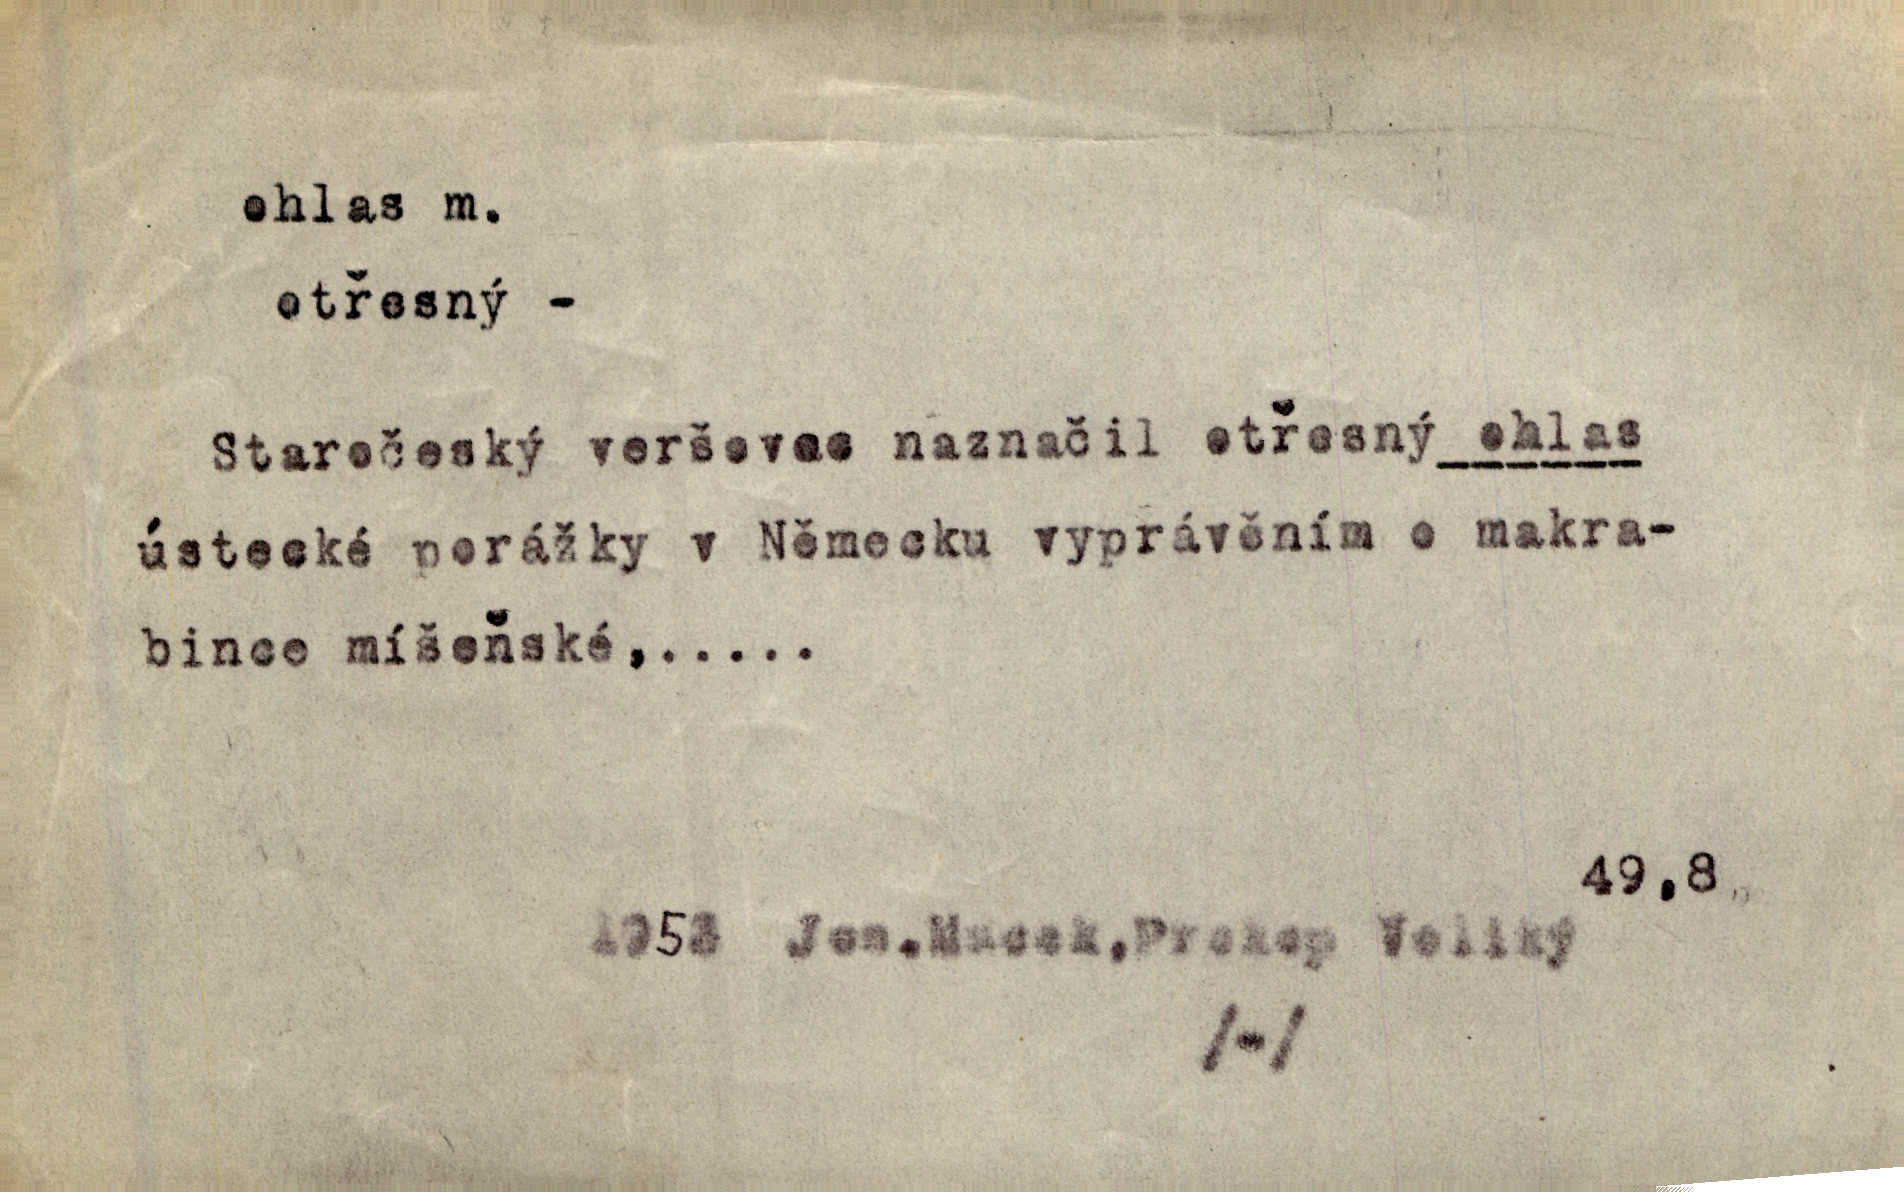 ohlas m.
otřesný -
Staročeský veršovec naznačil otřesný ohlas
ústecké porážky v Německu vyprávěním o makra-
bince míšeňské,.....
49,8
1953 Jos.Macek,Prokop Veliký
/-/